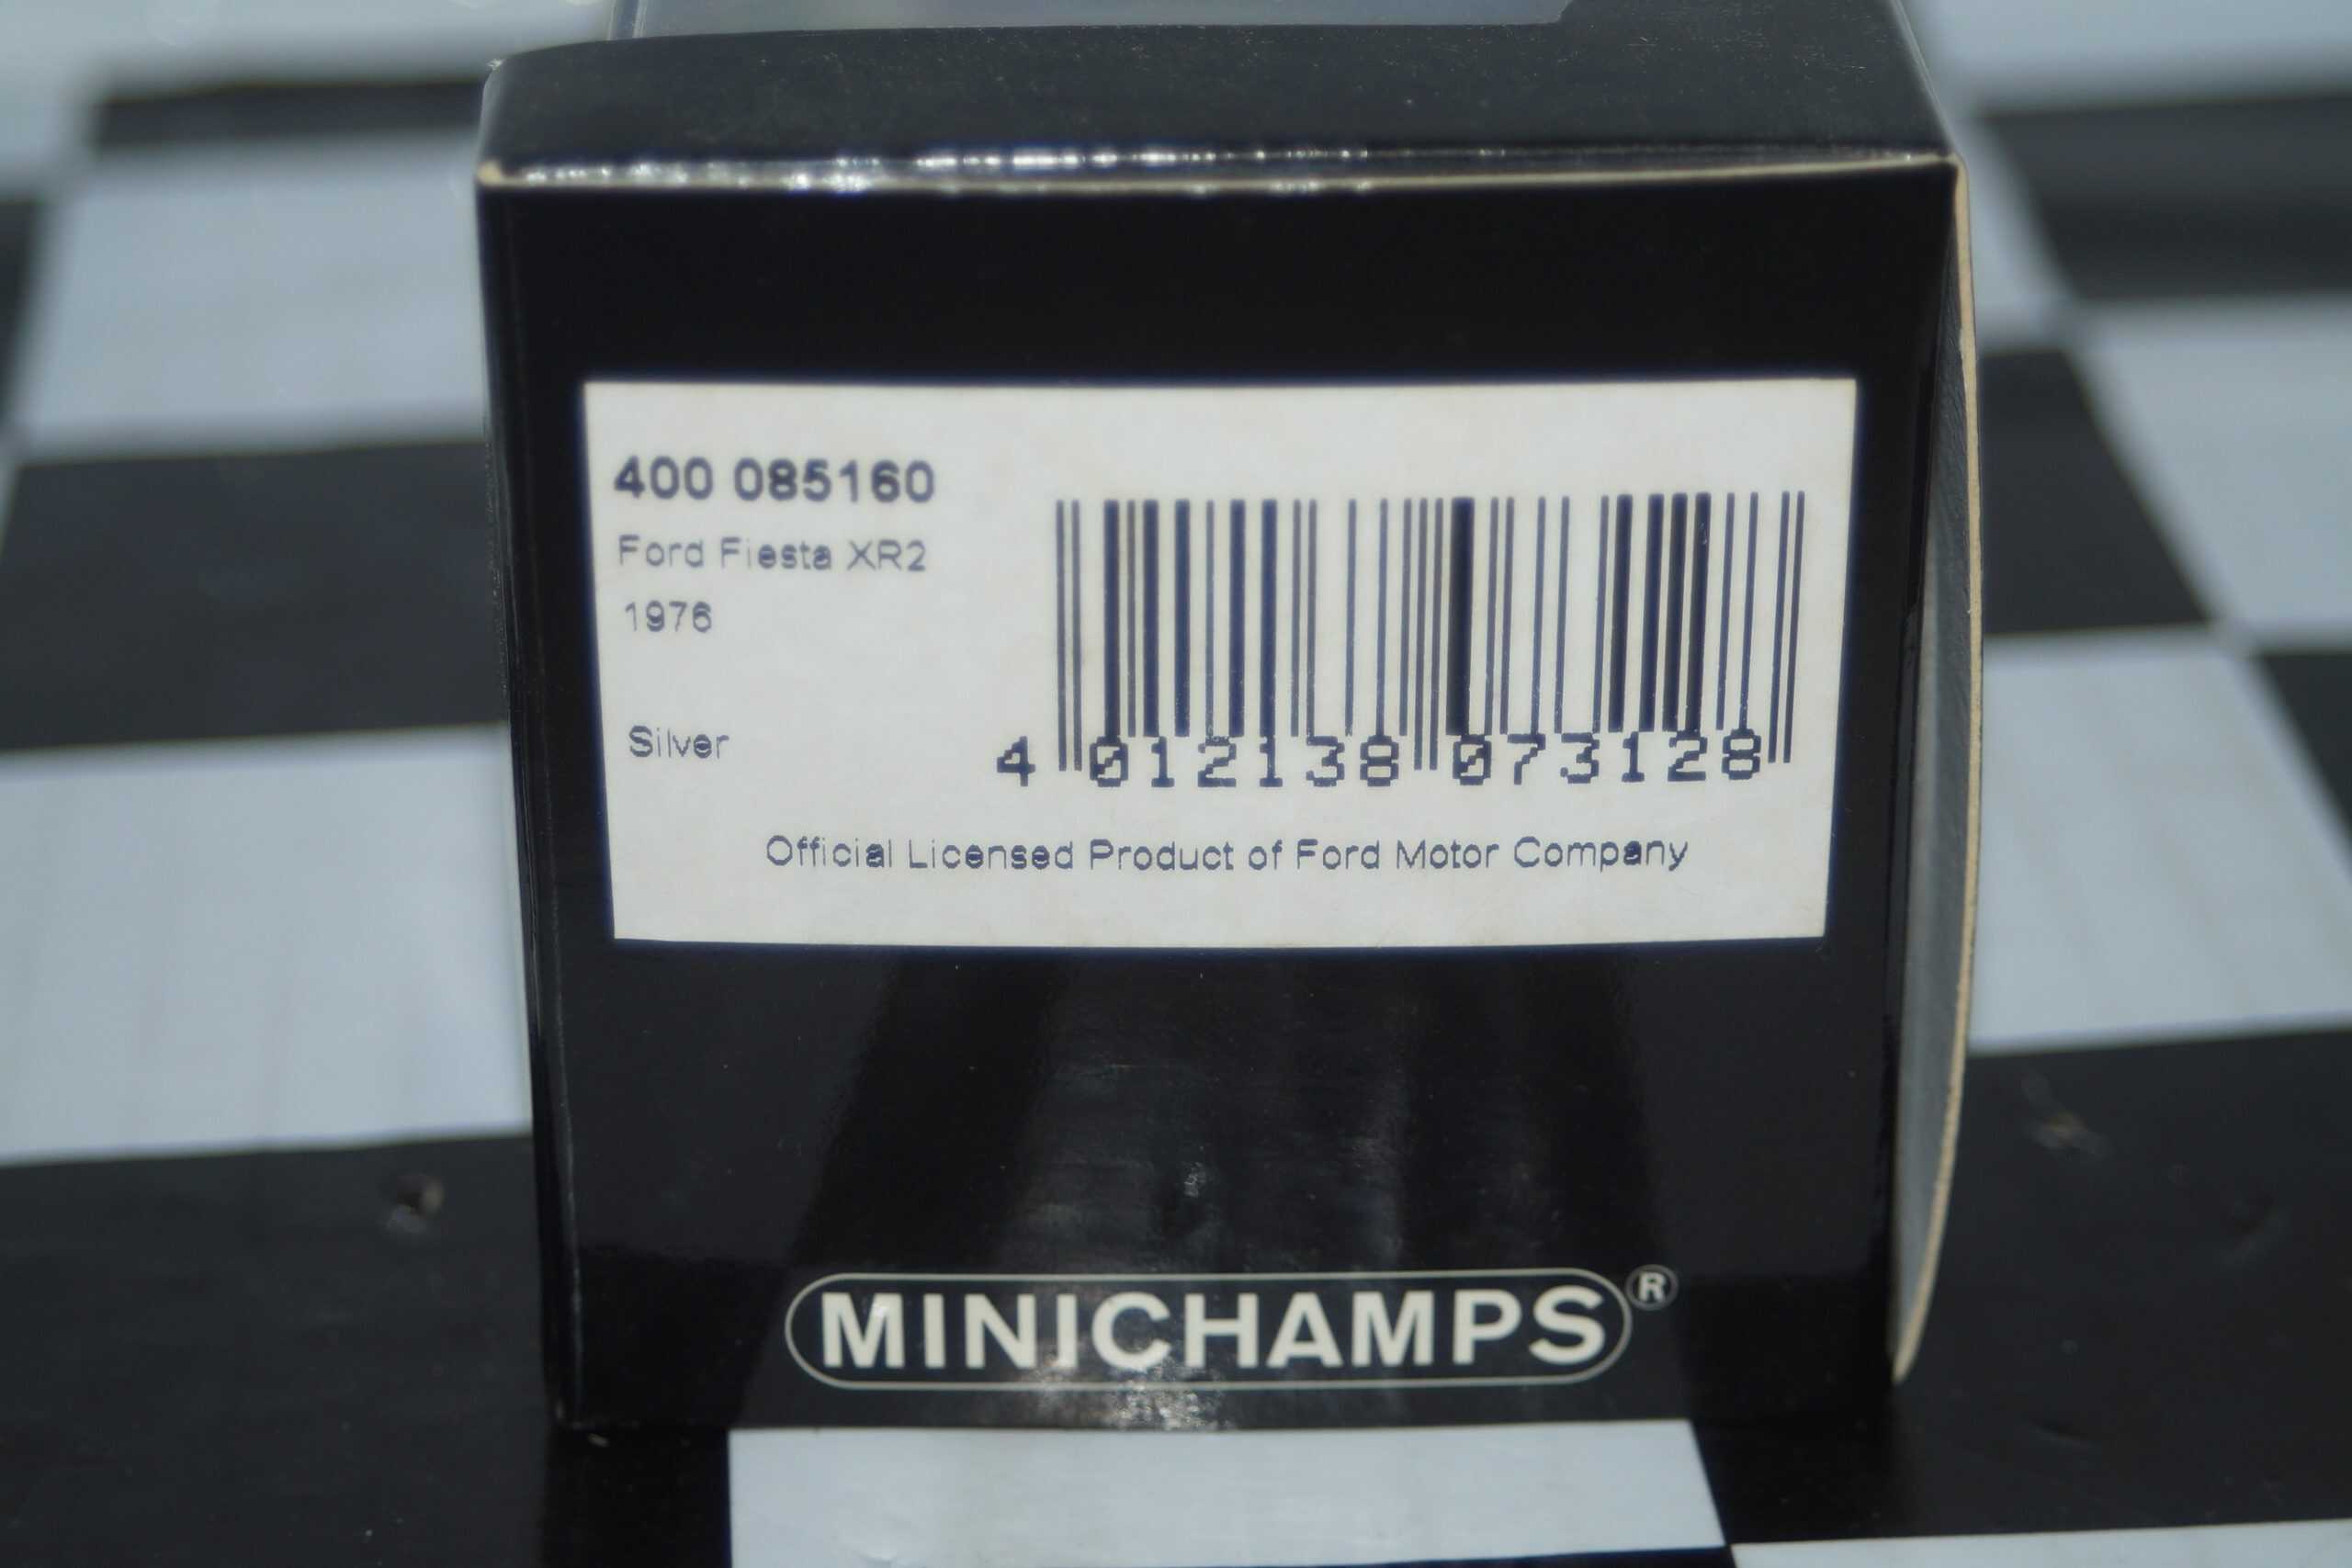 400 085160
Ford Fiesta XR2
1976
Silver
4 012138 073128
Official Licensed Product of Ford Motor Company
MINICHAMPS®